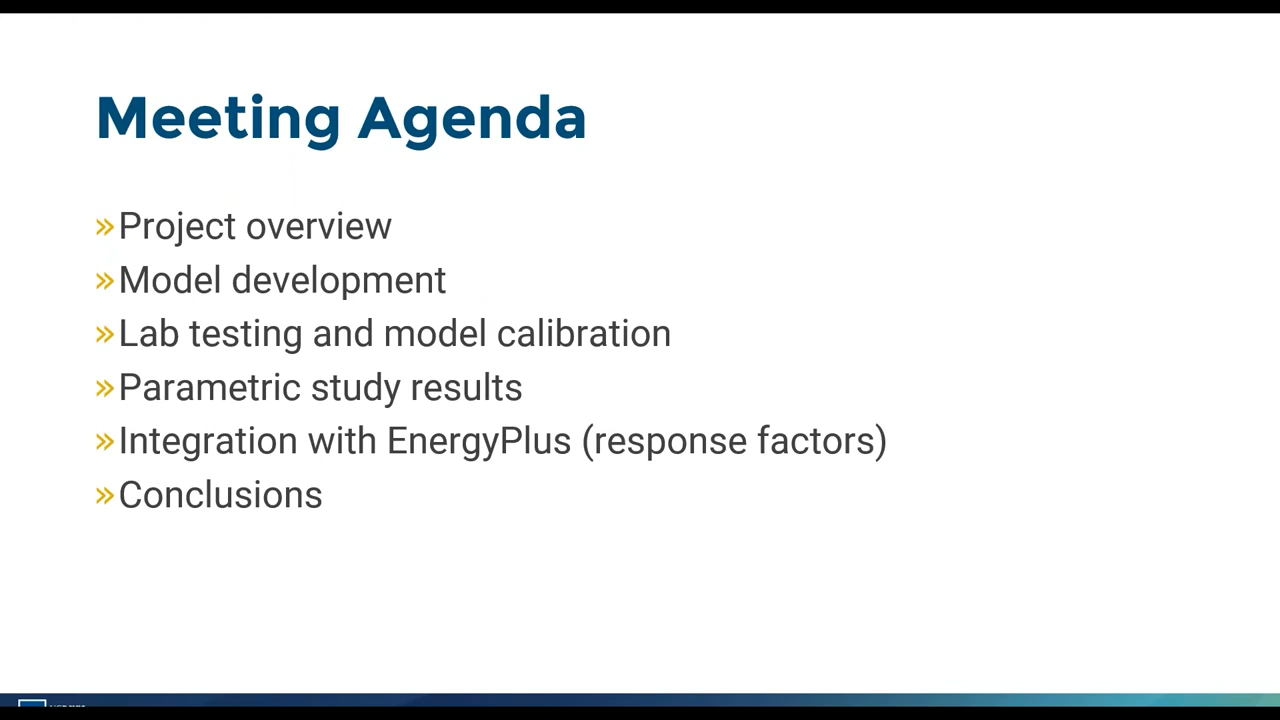 Meeting Agenda
» Project overview
» Model development
» Lab testing and model calibration
» Parametric study results
» Integration with EnergyPlus (response factors)
» Conclusions